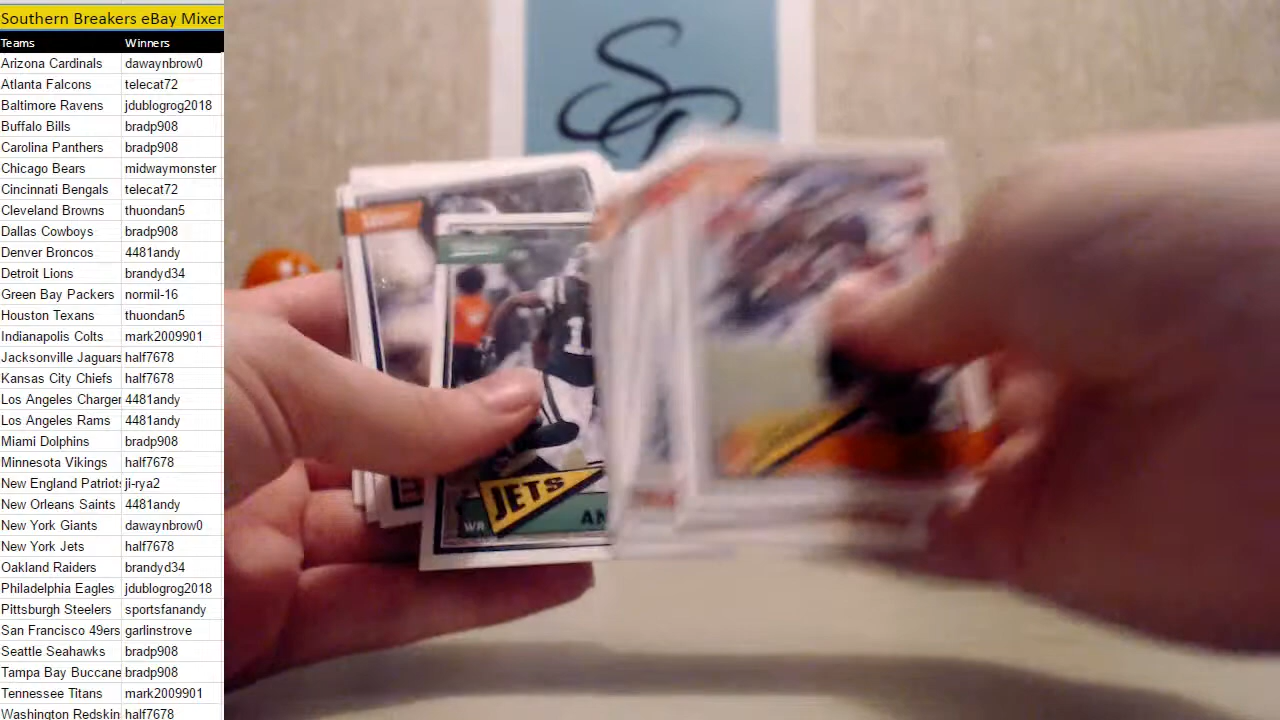 Southern Breakers eBay Mixer
Teams Winners
Arizona Cardinals dawaynbrow0
Atlanta Falcons telecat72
Baltimore Ravens jdublogrog2018
Buffalo Bills bradp908
Carolina Panthers bradp908
Chicago Bears midwaymonster
Cincinnati Bengals telecat72
Cleveland Browns thuondan5
Dallas Cowboys bradp908
Denver Broncos 4481andy
Detroit Lions brandyd34
Green Bay Packers normil-16
Houston Texans thuondan5
Indianapolis Colts mark2009901
Jacksonville Jaguars half7678
Kansas City Chiefs half7678
Los Angeles Charger 4481andy
Los Angeles Rams 4481andy
Miami Dolphins bradp908
Minnesota Vikings half7678
New England Patriots ji-rya2
New Orleans Saints 4481andy
New York Giants dawaynbrow0
New York Jets half7678
Oakland Raiders brandyd34
Philadelphia Eagles jdublogrog2018
Pittsburgh Steelers sportsfanandy
San Francisco 49ers garlinstrove
Seattle Seahawks bradp908
Tampa Bay Buccane bradp908
Tennessee Titans mark2009901
Washington Redskin half7678
JETS
WR AN